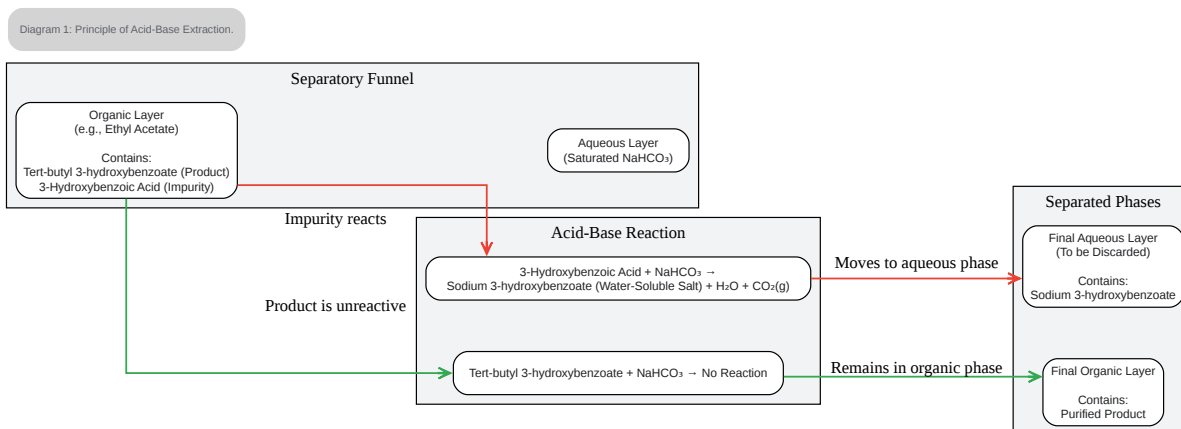 Diagram 1: Principle of Acid-Base Extraction.
Separatory Funnel
Organic Layer
(e.g., Ethyl Acetate)
Contains:
Tert-butyl 3-hydroxybenzoate (Product)
3-Hydroxybenzoic Acid (Impurity)
Aqueous Layer
(Saturated NaHCO₃)
Impurity reacts
Product is unreactive
Acid-Base Reaction
3-Hydroxybenzoic Acid + NaHCO₃ →
Sodium 3-hydroxybenzoate (Water-Soluble Salt) + H₂O + CO₂(g)
Tert-butyl 3-hydroxybenzoate + NaHCO₃ → No Reaction
Moves to aqueous phase
Remains in organic phase
Separated Phases
Final Aqueous Layer
(To be Discarded)
Contains:
Sodium 3-hydroxybenzoate
Final Organic Layer
Contains:
Purified Product